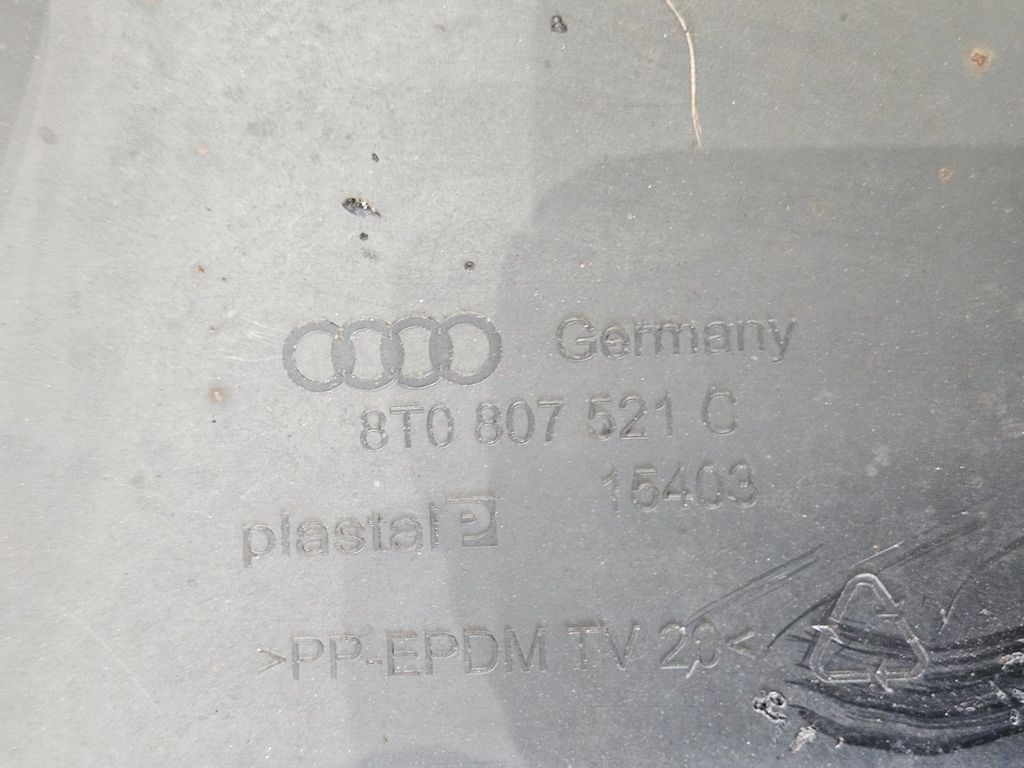 Germany
8T0 807 521 C
15403
plastal P
>PP-EPDM TV 20<